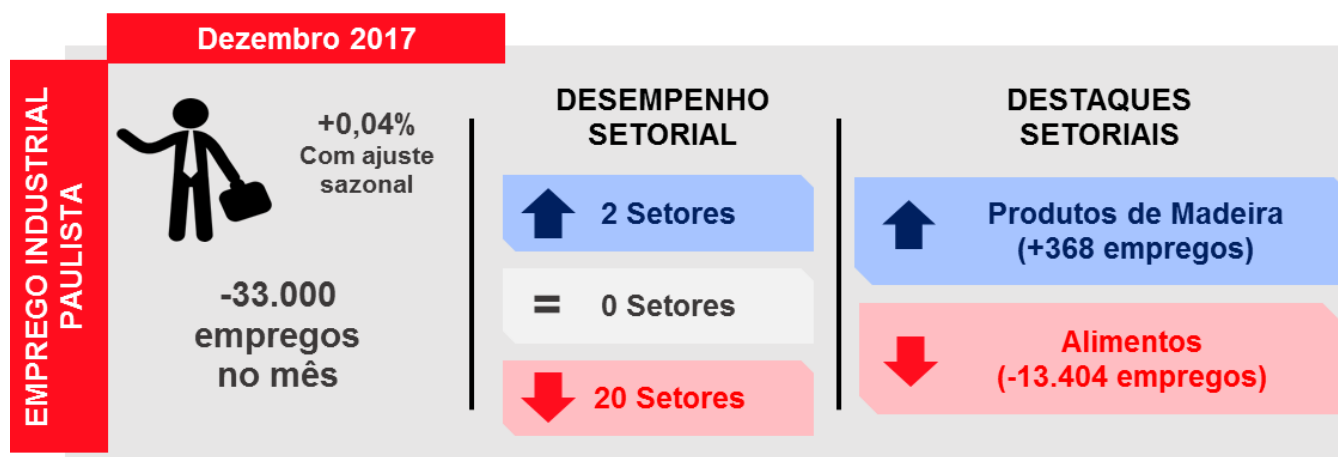 Dezembro 2017
EMPREGO INDUSTRIAL
PAULISTA
+0,04%
Com ajuste
sazonal
-33.000
empregos
no mês
DESEMPENHO
SETORIAL
2 Setores
= 0 Setores
20 Setores
DESTAQUES
SETORIAIS
Produtos de Madeira
(+368 empregos)
Alimentos
(-13.404 empregos)